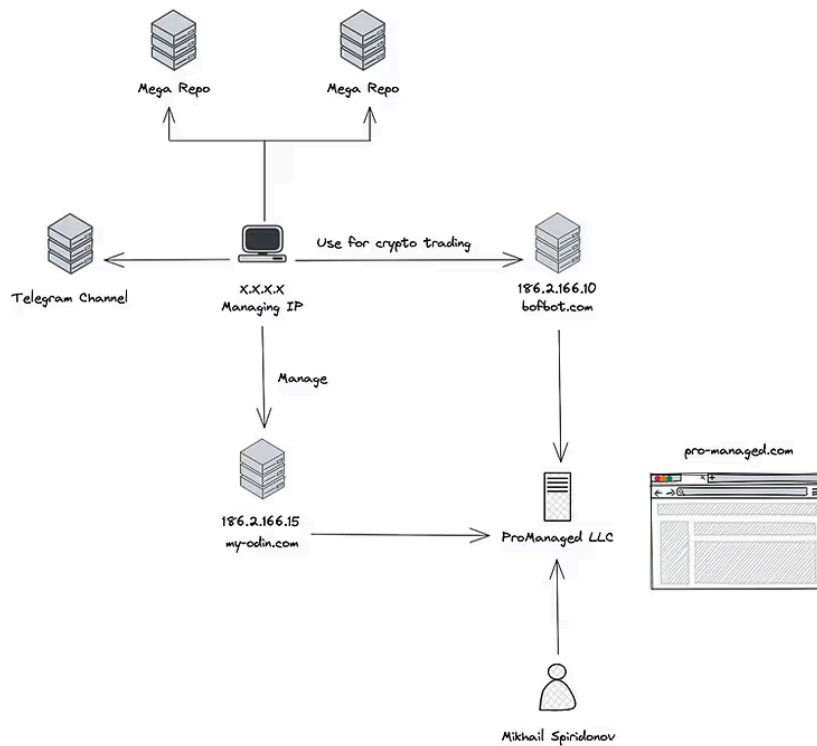 Mega Repo
Mega Repo
Use for crypto trading
Telegram Channel
X.X.X.X
Managing IP
186.2.166.10
bofbot.com
Manage
pro-managed.com
186.2.166.15
my-odin.com
ProManaged LLC
Mikhail Spiridonov